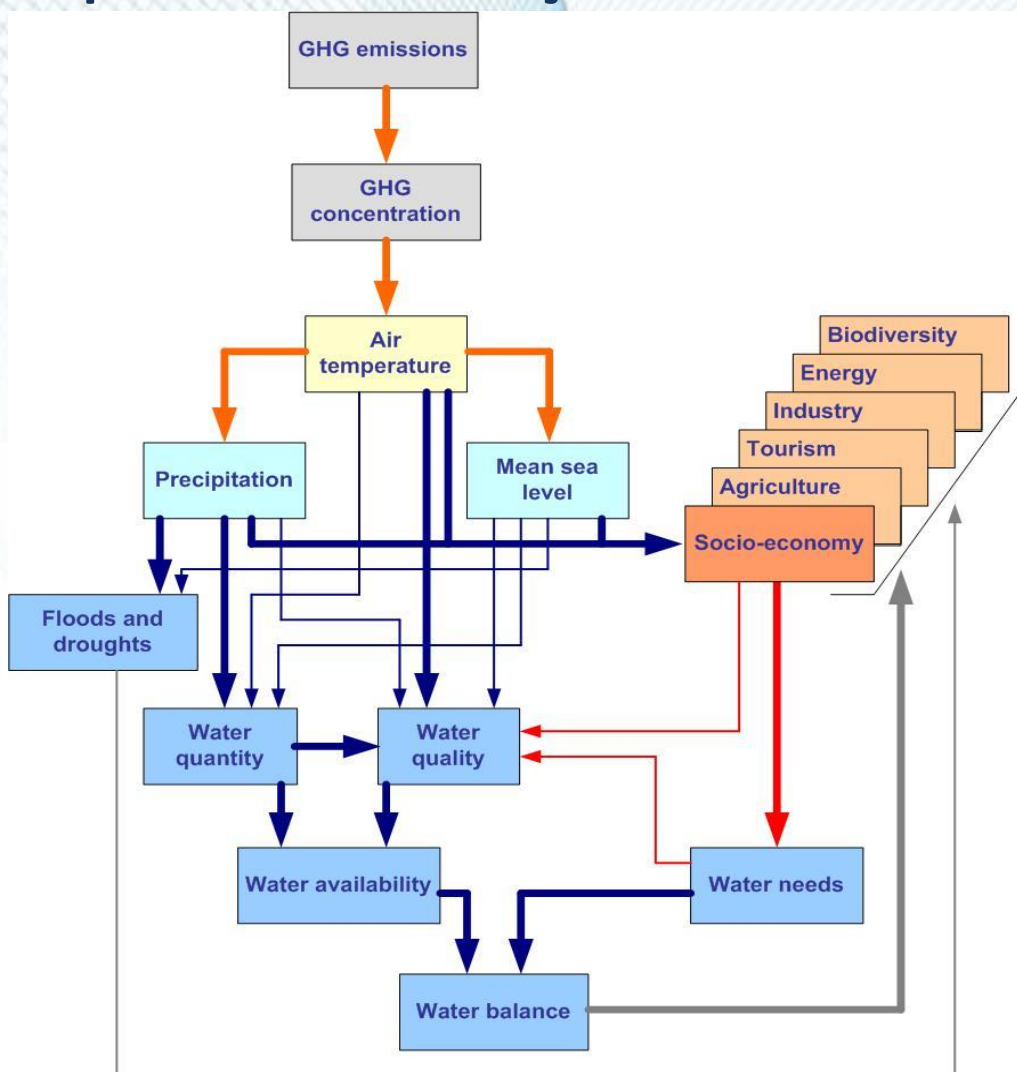 GHG emissions
GHG
concentration
Air
temperature
Biodiversity
Energy
Industry
Tourism
Agriculture
Socio-economy
Precipitation
Mean sea
level
Floods and
droughts
Water
quantity
Water
quality
Water availability
Water needs
Water balance